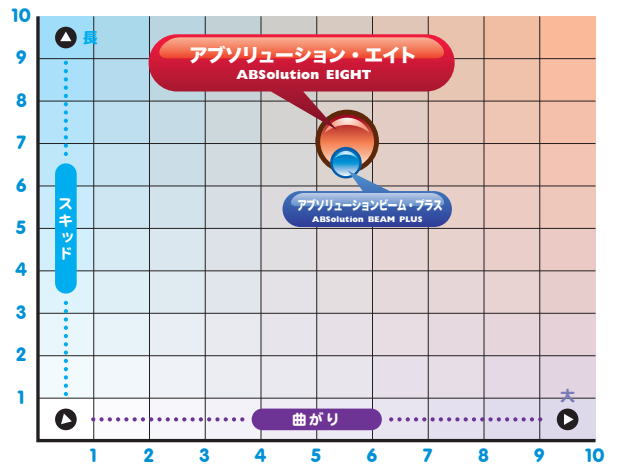 10
長
9
アブソリューション・エイト
ABSolution EIGHT
8
7
6
スキッド
アブソリューションビーム・プラス
ABSolution BEAM PLUS
5
4
3
2
1
大
曲がり
1 2 3 4 5 6 7 8 9 10